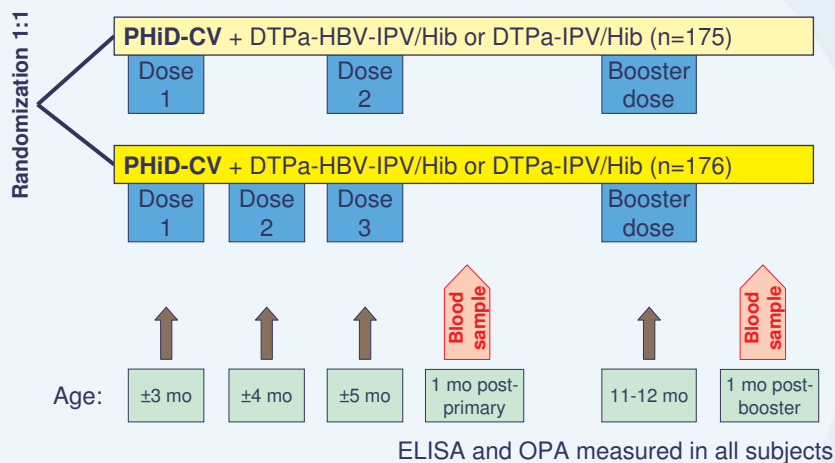 Randomization 1:1
PHiD-CV + DTPa-HBV-IPV/Hib or DTPa-IPV/Hib (n=175)
Dose
1
Dose
2
Booster
dose
PHiD-CV + DTPa-HBV-IPV/Hib or DTPa-IPV/Hib (n=176)
Dose
1
Dose
2
Dose
3
Booster
dose
Blood
sample
Blood
sample
Age:
±3 mo
±4 mo
±5 mo
1 mo post-
primary
11-12 mo
1 mo post-
booster
ELISA and OPA measured in all subjects